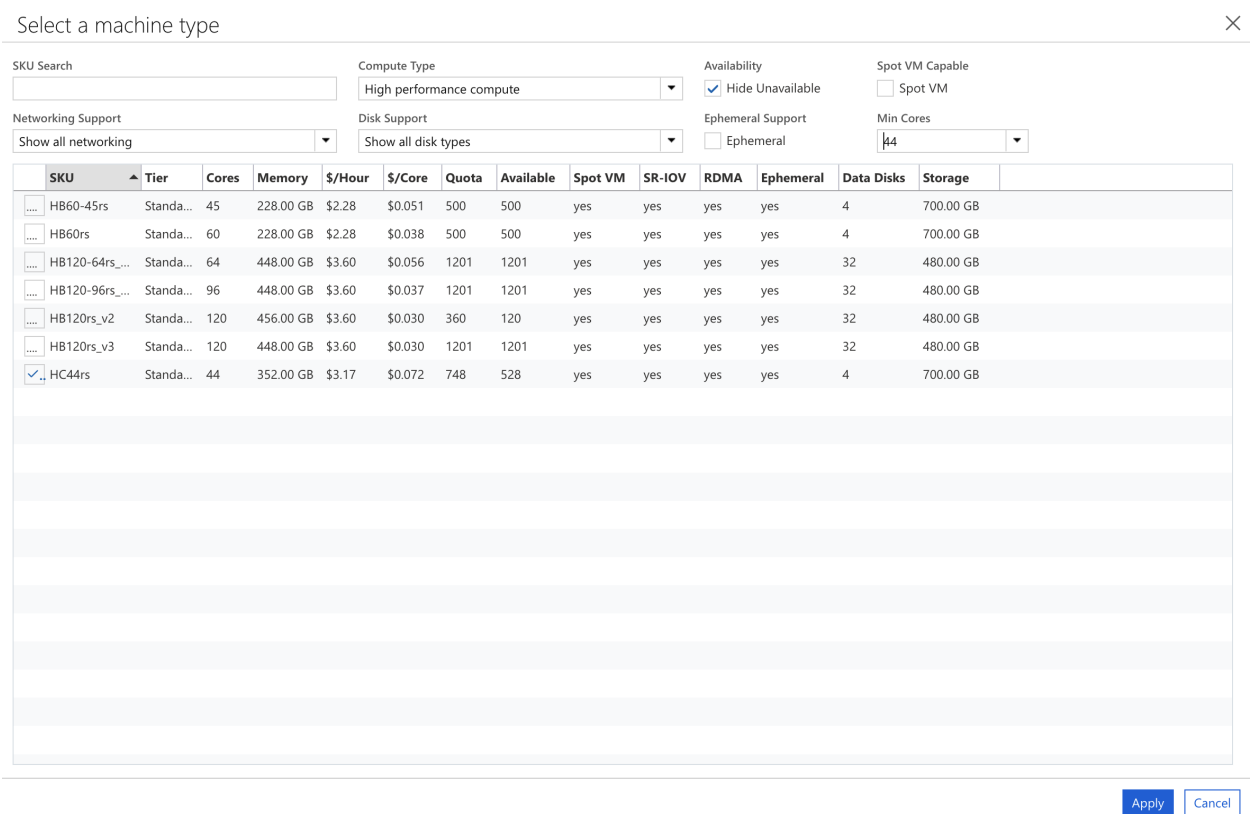 Select a machine type
SKU Search
Compute Type
Availability
Spot VM Capable
High performance compute
Hide Unavailable
Spot VM
Networking Support
Disk Support
Ephemeral Support
Min Cores
Show all networking
Show all disk types
Ephemeral
44
SKU Tier Cores Memory $/Hour $/Core Quota Available Spot VM SR-IOV RDMA Ephemeral Data Disks Storage
.... HB60-45rs Standa... 45 228.00 GB $2.28 $0.051 500 500 yes yes yes yes 4 700.00 GB
.... HB60rs Standa... 60 228.00 GB $2.28 $0.038 500 500 yes yes yes yes 4 700.00 GB
.... HB120-64rs_... Standa... 64 448.00 GB $3.60 $0.056 1201 1201 yes yes yes yes 32 480.00 GB
.... HB120-96rs_... Standa... 96 448.00 GB $3.60 $0.037 1201 1201 yes yes yes yes 32 480.00 GB
.... HB120rs_v2 Standa... 120 456.00 GB $3.60 $0.030 360 120 yes yes yes yes 32 480.00 GB
.... HB120rs_v3 Standa... 120 448.00 GB $3.60 $0.030 1201 1201 yes yes yes yes 32 480.00 GB
.. HC44rs Standa... 44 352.00 GB $3.17 $0.072 748 528 yes yes yes yes 4 700.00 GB
Apply
Cancel